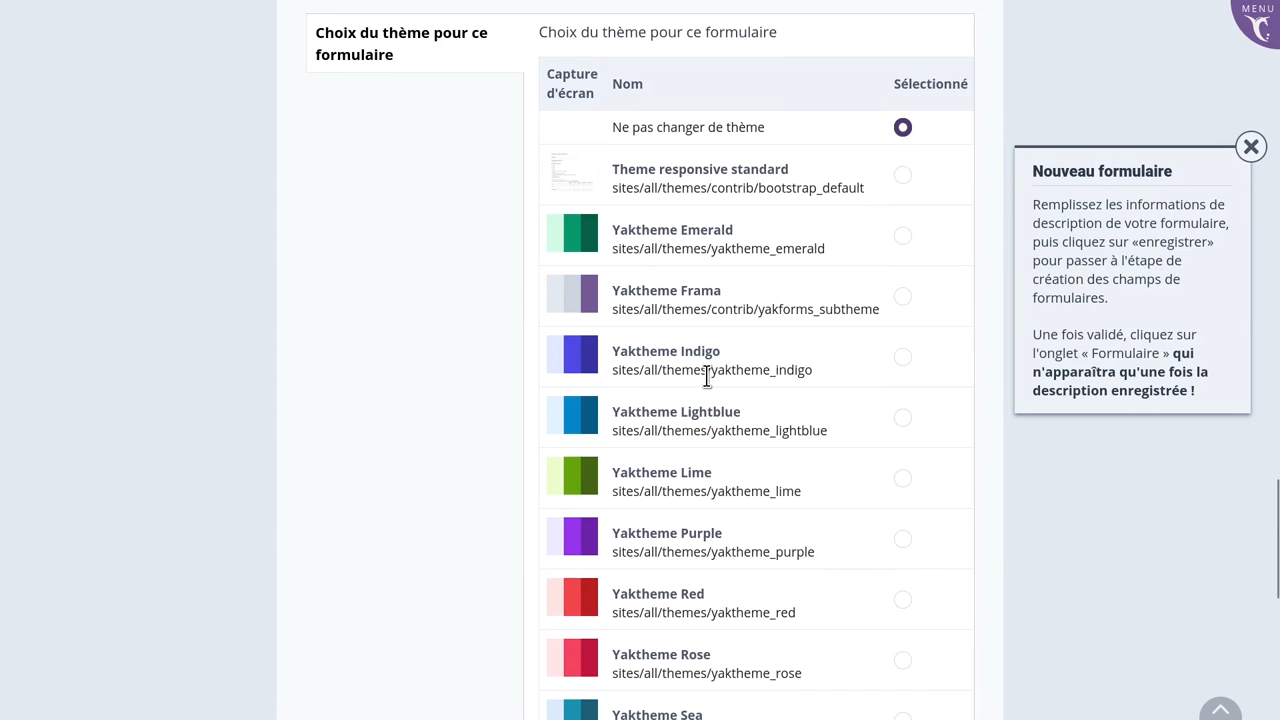 MENU
Choix du thème pour ce
formulaire
Choix du thème pour ce formulaire
Capture
d'écran
Nom
Sélectionné
Ne pas changer de thème
Theme responsive standard
sites/all/themes/contrib/bootstrap_default
Yaktheme Emerald
sites/all/themes/yaktheme_emerald
Yaktheme Frama
sites/all/themes/contrib/yakforms_subtheme
Yaktheme Indigo
sites/all/themes/yaktheme_indigo
Yaktheme Lightblue
sites/all/themes/yaktheme_lightblue
Yaktheme Lime
sites/all/themes/yaktheme_lime
Yaktheme Purple
sites/all/themes/yaktheme_purple
Yaktheme Red
sites/all/themes/yaktheme_red
Yaktheme Rose
sites/all/themes/yaktheme_rose
Yaktheme Sea
Nouveau formulaire
Remplissez les informations de
description de votre formulaire,
puis cliquez sur «enregistrer»
pour passer à l'étape de
création des champs de
formulaires.
Une fois validé, cliquez sur
l'onglet « Formulaire » qui
n'apparaîtra qu'une fois la
description enregistrée !